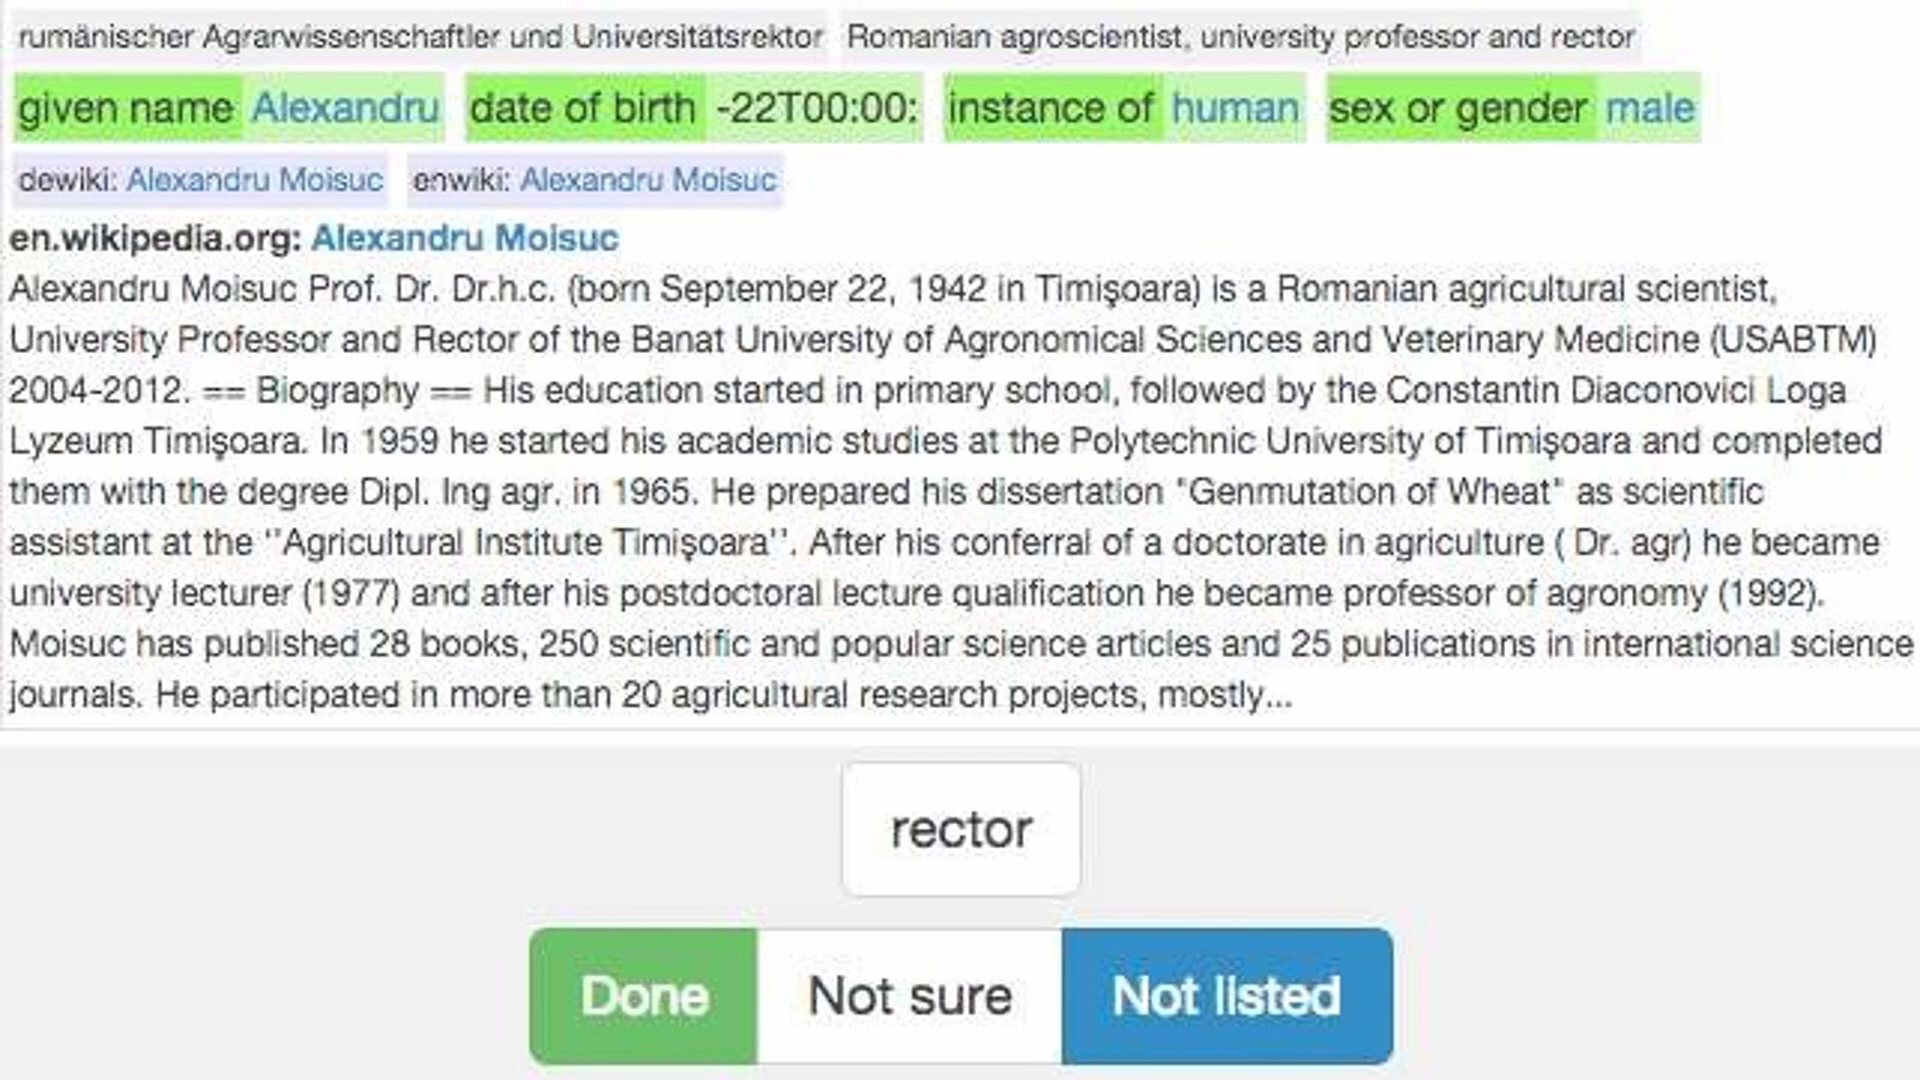 rumänischer Agrarwissenschaftler und Universitätsrektor Romanian agroscientist, university professor and rector
given name Alexandru date of birth -22T00:00: instance of human sex or gender male
dewiki: Alexandru Moisuc enwiki: Alexandru Moisuc
en.wikipedia.org: Alexandru Moisuc
Alexandru Moisuc Prof. Dr. Dr.h.c. (born September 22, 1942 in Timişoara) is a Romanian agricultural scientist,
University Professor and Rector of the Banat University of Agronomical Sciences and Veterinary Medicine (USABTM)
2004-2012. == Biography == His education started in primary school, followed by the Constantin Diaconovici Loga
Lyzeum Timişoara. In 1959 he started his academic studies at the Polytechnic University of Timişoara and completed
them with the degree Dipl. Ing agr. in 1965. He prepared his dissertation "Genmutation of Wheat" as scientific
assistant at the ''Agricultural Institute Timişoara''. After his conferral of a doctorate in agriculture ( Dr. agr) he became
university lecturer (1977) and after his postdoctoral lecture qualification he became professor of agronomy (1992).
Moisuc has published 28 books, 250 scientific and popular science articles and 25 publications in international science
journals. He participated in more than 20 agricultural research projects, mostly...
rector
Done Not sure Not listed